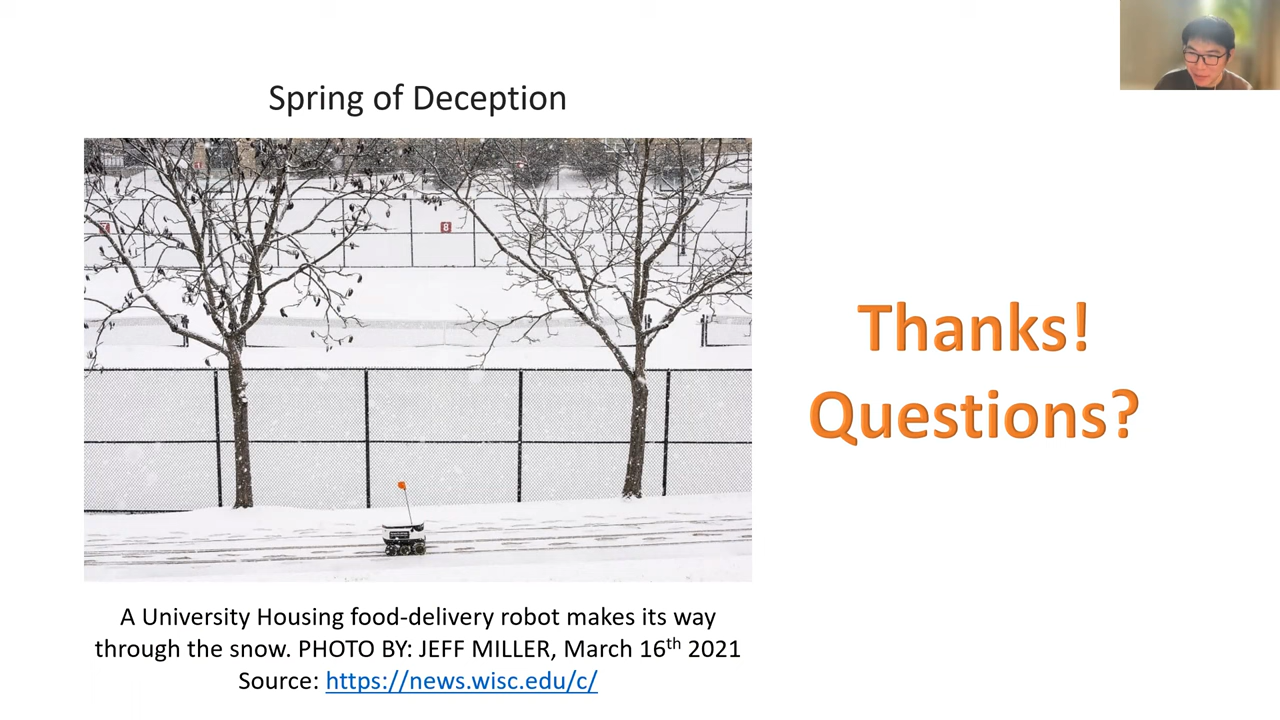 Spring of Deception
8
Thanks!
Questions?
A University Housing food-delivery robot makes its way
through the snow. PHOTO BY: JEFF MILLER, March 16th 2021
Source: https://news.wisc.edu/c/